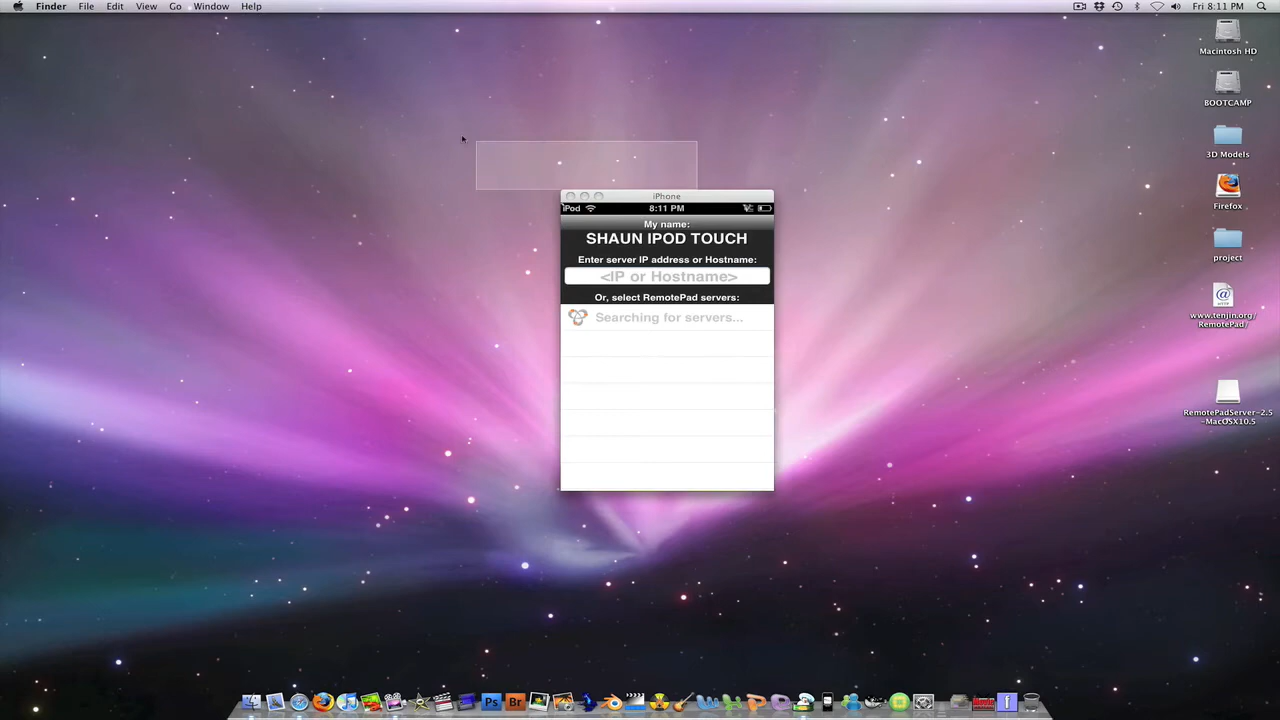 Finder File Edit View Go Window Help
Fri 8:11 PM
Macintosh HD
BOOTCAMP
3D Models
Firefox
project
www.tenjin.org/
RemotePad/
RemotePadServer-2.5
-MacOSX10.5
iPhone
iPod 8:11 PM
My name:
SHAUN IPOD TOUCH
Enter server IP address or Hostname:
<IP or Hostname>
Or, select RemotePad servers:
Searching for servers...
Ps Br